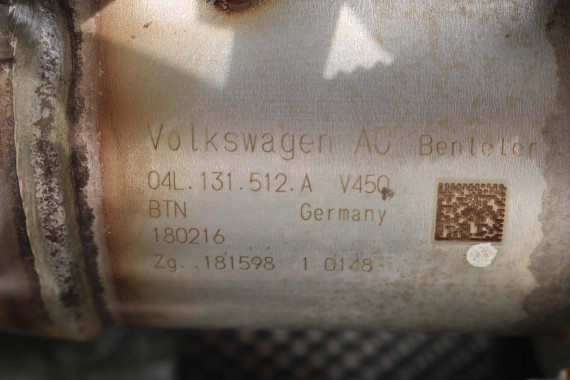 Volkswagen AG Benteler
04L.131.512.A V450
BTN Germany
180216
Zg..181598 1 0148